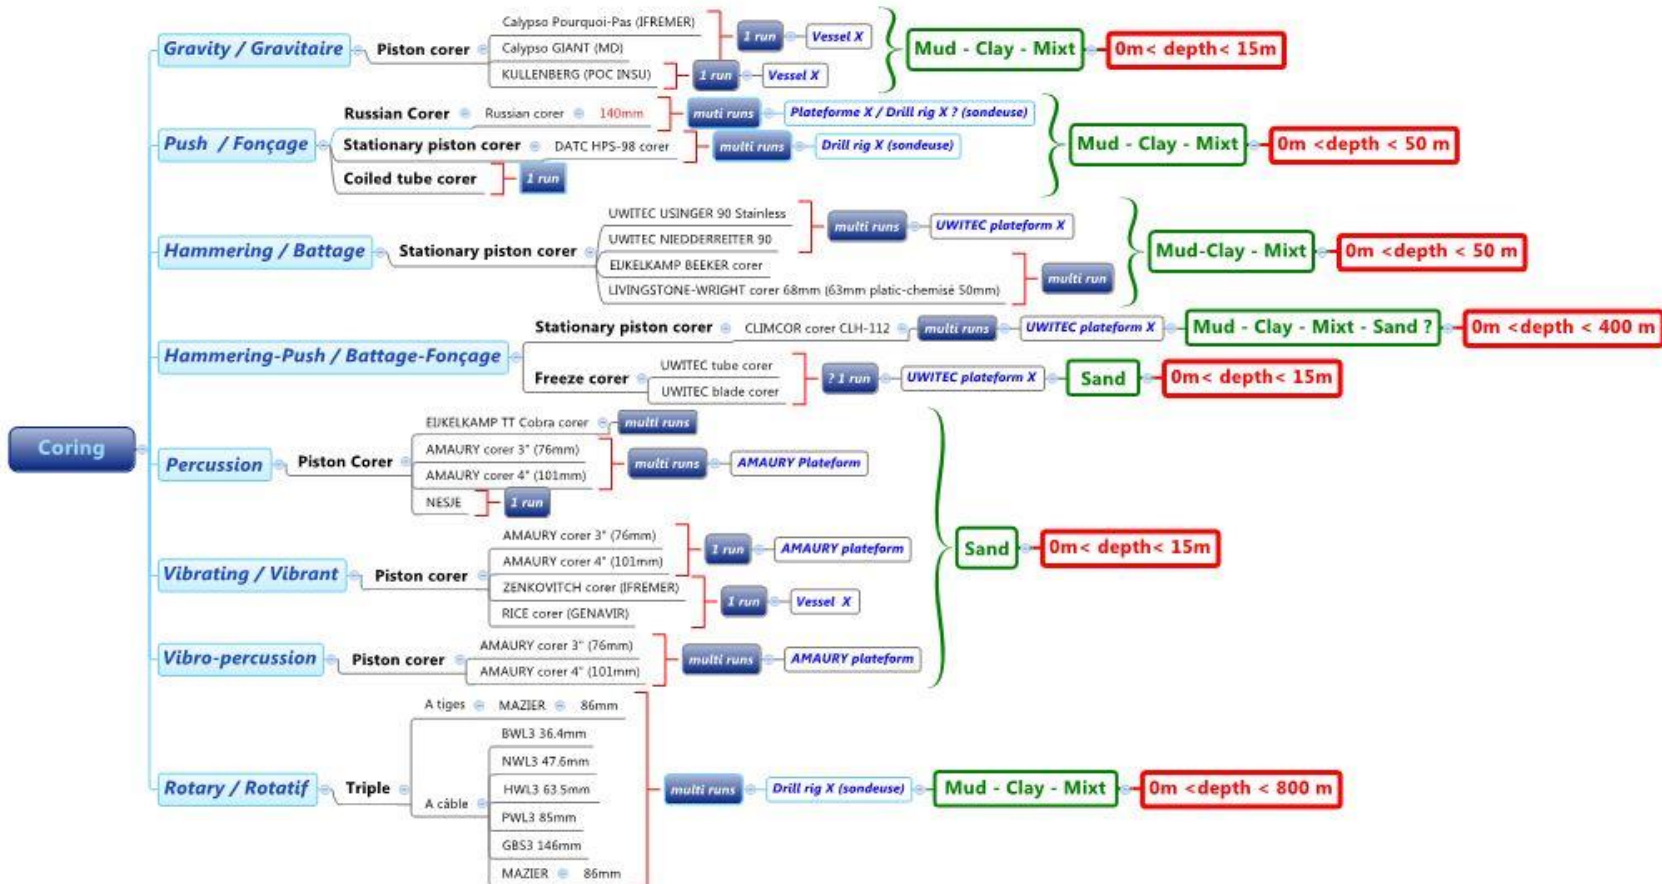 Coring
Gravity / Gravitaire
Piston corer
Calypso Pourquoi-Pas (IFREMER)
Calypso GIANT (MD)
1 run
Vessel X
KULLENBERG (POC INSU)
1 run
Vessel X
Mud - Clay - Mixt
0m< depth< 15m
Push / Fonçage
Russian Corer
Russian corer
140mm
muti runs
Plateforme X / Drill rig X ? (sondeuse)
Stationary piston corer
DATC HPS-98 corer
multi runs
Drill rig X (sondeuse)
Coiled tube corer
1 run
Mud - Clay - Mixt
0m <depth < 50 m
Hammering / Battage
Stationary piston corer
UWITEC USINGER 90 Stainless
UWITEC NIEDDERREITER 90
multi runs
UWITEC plateform X
EIJKELKAMP BEEKER corer
LIVINGSTONE-WRIGHT corer 68mm (63mm platic-chemisé 50mm)
multi run
Mud-Clay - Mixt
0m <depth < 50 m
Hammering-Push / Battage-Fonçage
Stationary piston corer
CLIMCOR corer CLH-112
multi runs
UWITEC plateform X
Mud - Clay - Mixt - Sand ?
0m <depth < 400 m
Freeze corer
UWITEC tube corer
UWITEC blade corer
? 1 run
UWITEC plateform X
Sand
0m< depth< 15m
Percussion
Piston Corer
EIJKELKAMP TT Cobra corer
multi runs
AMAURY corer 3" (76mm)
AMAURY corer 4" (101mm)
multi runs
AMAURY Plateform
NESJE
1 run
Vibrating / Vibrant
Piston corer
AMAURY corer 3" (76mm)
AMAURY corer 4" (101mm)
1 run
AMAURY plateform
ZENKOVITCH corer (IFREMER)
RICE corer (GENAVIR)
1 run
Vessel X
Vibro-percussion
Piston corer
AMAURY corer 3" (76mm)
AMAURY corer 4" (101mm)
multi runs
AMAURY plateform
Sand
0m< depth< 15m
Rotary / Rotatif
Triple
A tiges
MAZIER
86mm
A câble
BWL3 36.4mm
NWL3 47.6mm
HWL3 63.5mm
PWL3 85mm
GBS3 146mm
MAZIER
86mm
multi runs
Drill rig X (sondeuse)
Mud - Clay - Mixt
0m <depth < 800 m